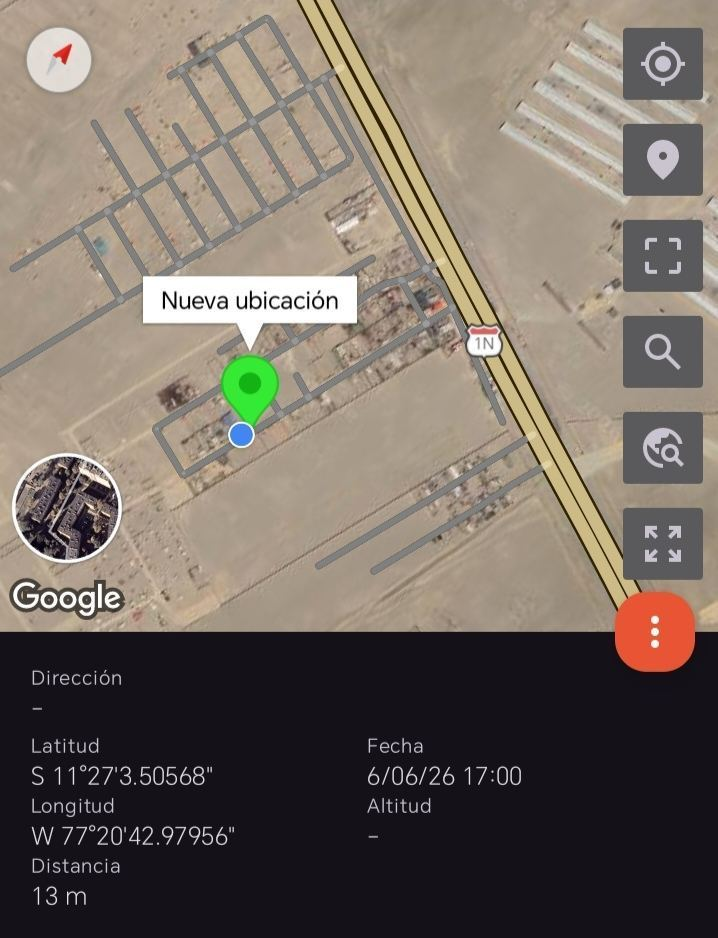 Nueva ubicación
1N
Google
Dirección
–
Latitud
S 11°27'3.50568"
Fecha
6/06/26 17:00
Longitud
W 77°20'42.97956"
Altitud
–
Distancia
13 m